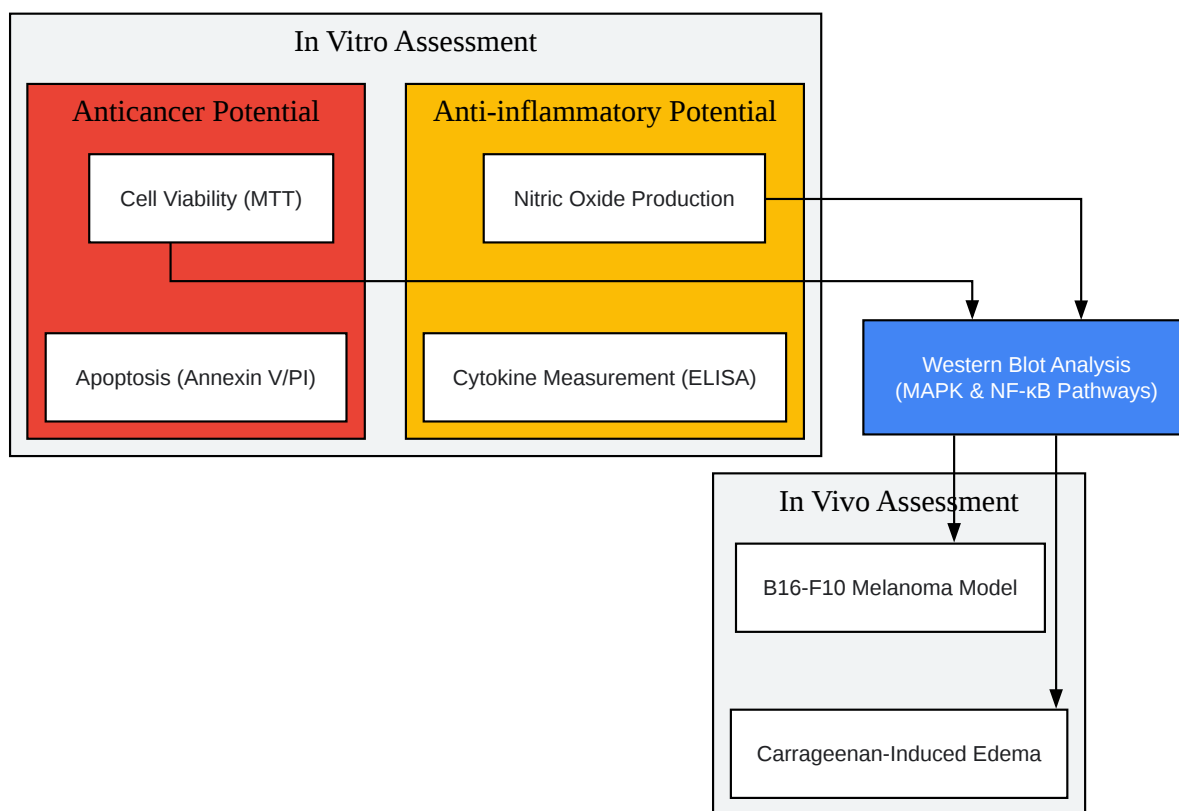 In Vitro Assessment
Anticancer Potential
Cell Viability (MTT)
Apoptosis (Annexin V/PI)
Anti-inflammatory Potential
Nitric Oxide Production
Cytokine Measurement (ELISA)
Western Blot Analysis
(MAPK & NF-κB Pathways)
In Vivo Assessment
B16-F10 Melanoma Model
Carrageenan-Induced Edema